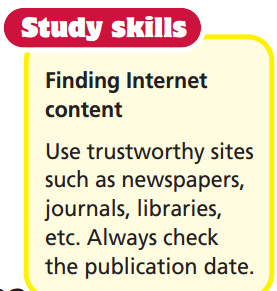 Study skills
Finding Internet
content
Use trustworthy sites
such as newspapers,
journals, libraries,
etc. Always check
the publication date.